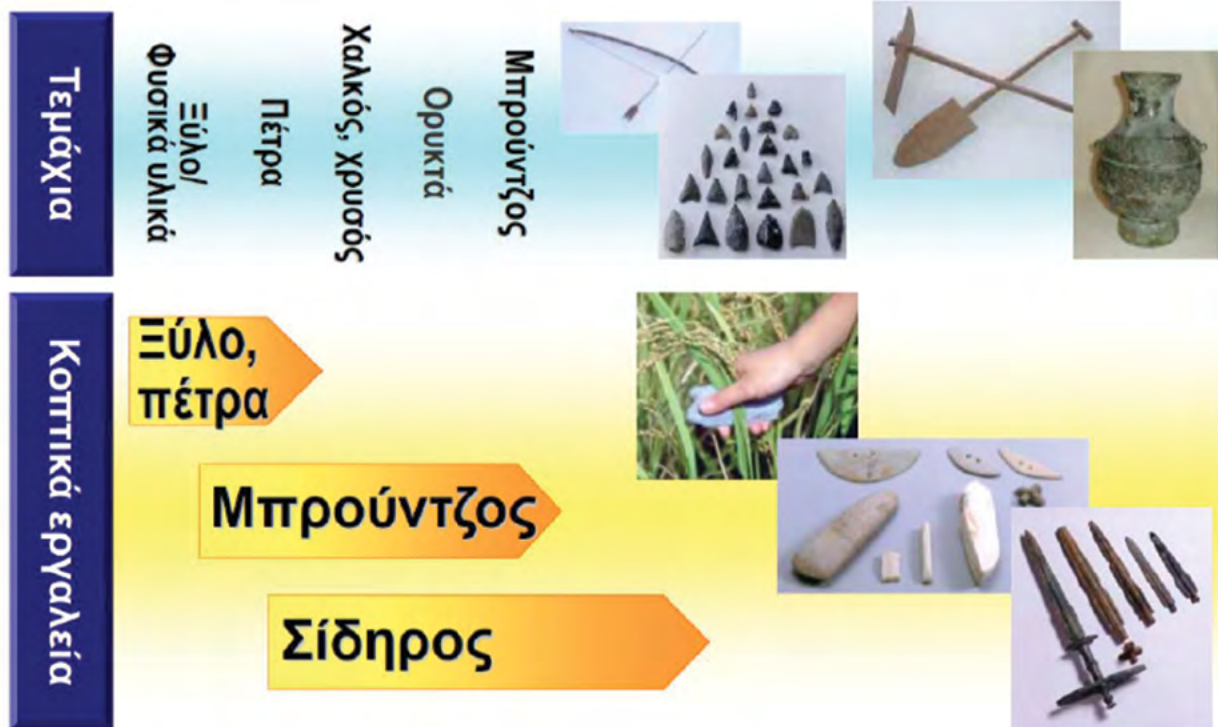 Τεμάχια
Ξύλο/
Φυσικά υλικά
Πέτρα
Χαλκός, χρυσός
Ορυκτά
Μπρούντζος
Κοπτικά εργαλεία
Ξύλο,
πέτρα
Μπρούντζος
Σίδηρος